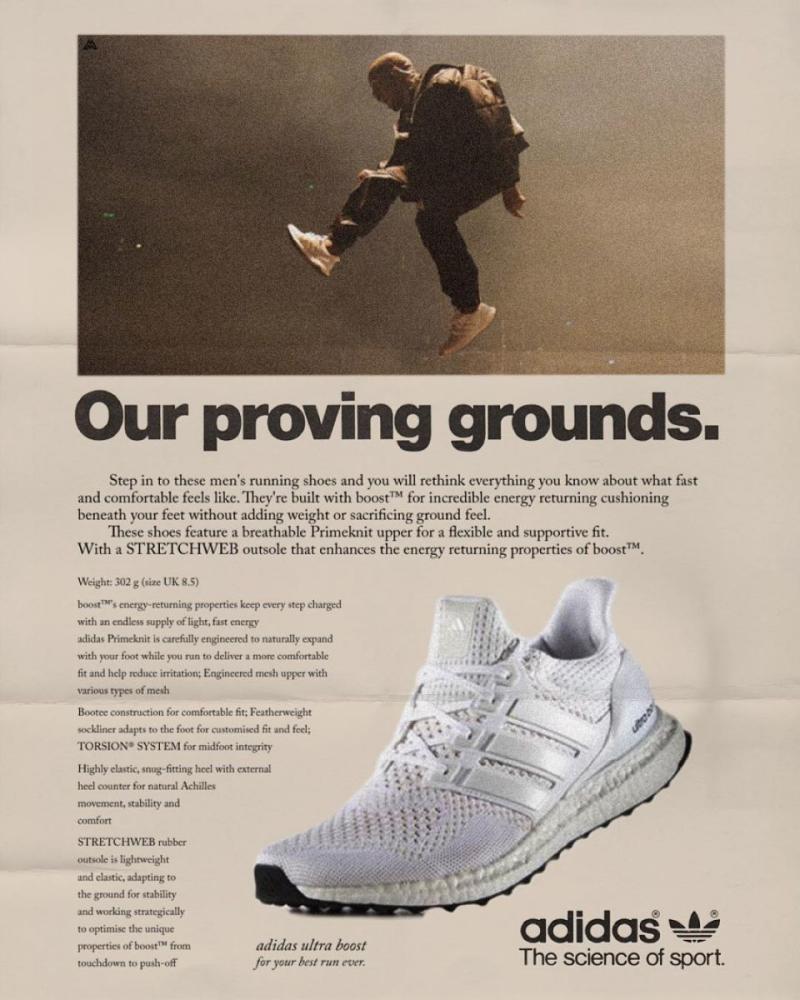 Our proving grounds.
Step in to these men's running shoes and you will rethink everything you know about what fast
and comfortable feels like. They're built with boost™ for incredible energy returning cushioning
beneath your feet without adding weight or sacrificing ground feel.
These shoes feature a breathable Primeknit upper for a flexible and supportive fit.
With a STRETCHWEB outsole that enhances the energy returning properties of boost™.
Weight: 302 g (size UK 8.5)
boost™'s energy-returning properties keep every step charged
with an endless supply of light, fast energy
adidas Primeknit is carefully engineered to naturally expand
with your foot while you run to deliver a more comfortable
fit and help reduce irritation; Engineered mesh upper with
various types of mesh
Bootee construction for comfortable fit; Featherweight
sockliner adapts to the foot for customised fit and feel;
TORSION® SYSTEM for midfoot integrity
Highly elastic, snug-fitting heel with external
heel counter for natural Achilles
movement, stability and
comfort
STRETCHWEB rubber
outsole is lightweight
and elastic, adapting to
the ground for stability
and working strategically
to optimise the unique
properties of boost™ from
touchdown to push-off
adidas ultra boost
for your best run ever.
adidas®
®
The science of sport.